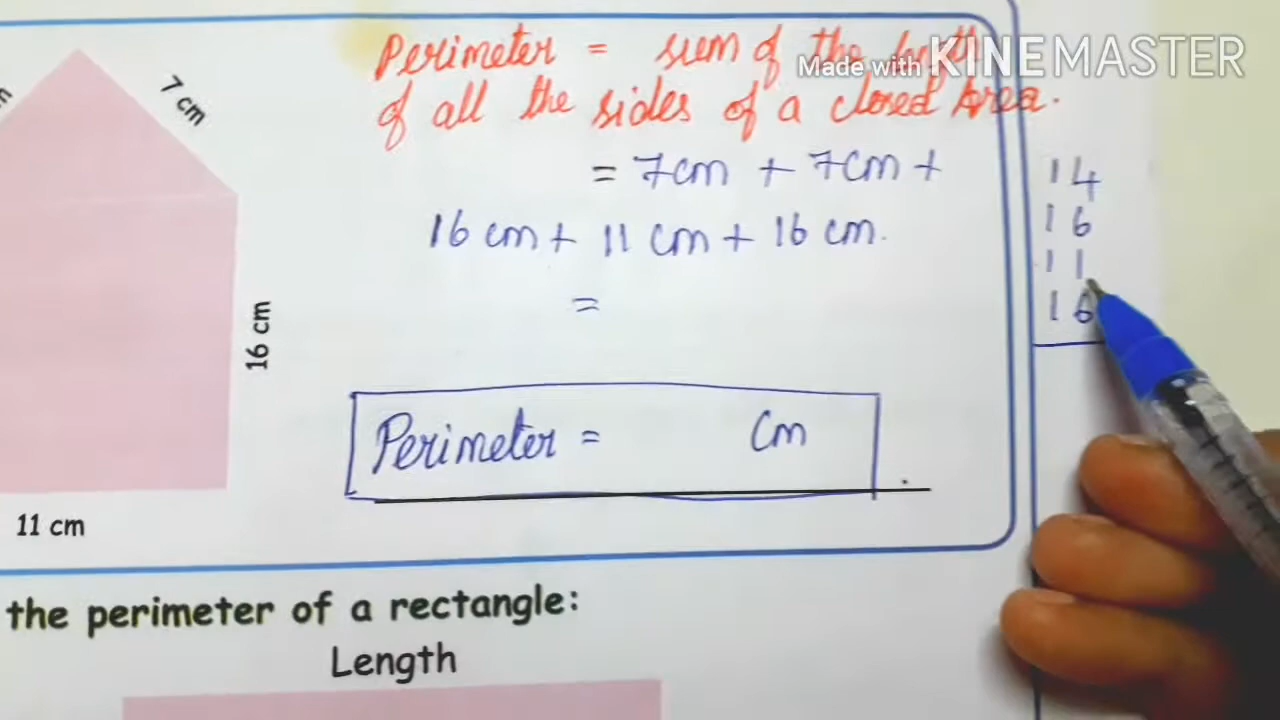 Made with KINEMASTER
Perimeter = sum of the length
of all the sides of a closed Area.
= 7cm + 7cm +
16 cm + 11 cm + 16 cm.
=
Perimeter = Cm
7 cm
16 cm
11 cm
14
16
11
16
the perimeter of a rectangle:
Length